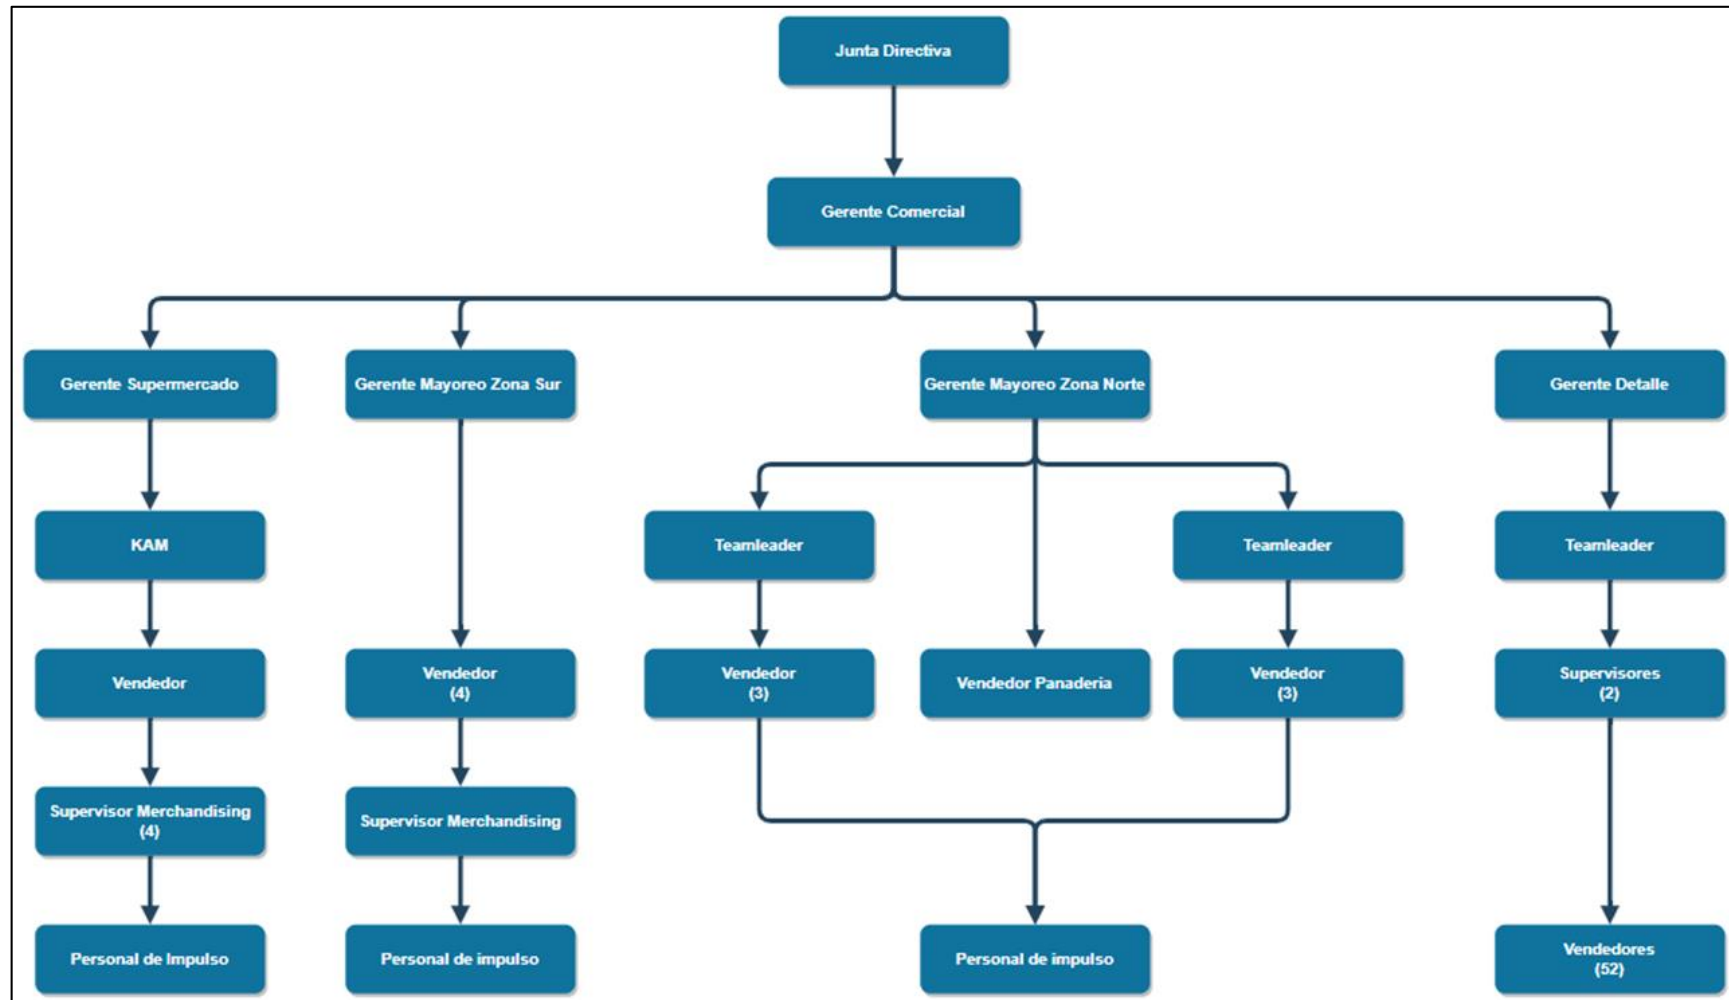 Junta Directiva
Gerente Comercial
Gerente Supermercado
Gerente Mayoreo Zona Sur
Gerente Mayoreo Zona Norte
Gerente Detalle
KAM
Teamleader
Teamleader
Teamleader
Vendedor
Vendedor
(4)
Vendedor
(3)
Vendedor Panaderia
Vendedor
(3)
Supervisores
(2)
Supervisor Merchandising
(4)
Supervisor Merchandising
Personal de Impulso
Personal de impulso
Personal de impulso
Vendedores
(52)